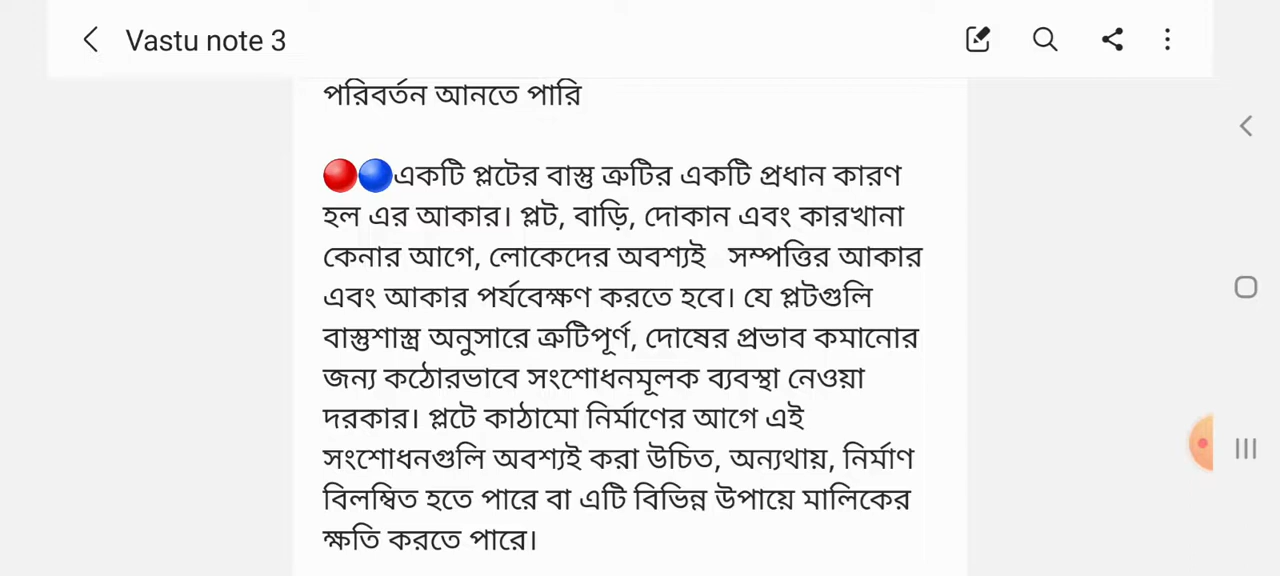 Vastu note 3
পরিবর্তন আনতে পারি
🔴🔵একটি প্লটের বাস্তু ত্রুটির একটি প্রধান কারণ
হল এর আকার। প্লট, বাড়ি, দোকান এবং কারখানা
কেনার আগে, লোকেদের অবশ্যই সম্পত্তির আকার
এবং আকার পর্যবেক্ষণ করতে হবে। যে প্লটগুলি
বাস্তুশাস্ত্র অনুসারে ত্রুটিপূর্ণ, দোষের প্রভাব কমানোর
জন্য কঠোরভাবে সংশোধনমূলক ব্যবস্থা নেওয়া
দরকার। প্লটে কাঠামো নির্মাণের আগে এই
সংশোধনগুলি অবশ্যই করা উচিত, অন্যথায়, নির্মাণ
বিলম্বিত হতে পারে বা এটি বিভিন্ন উপায়ে মালিকের
ক্ষতি করতে পারে।